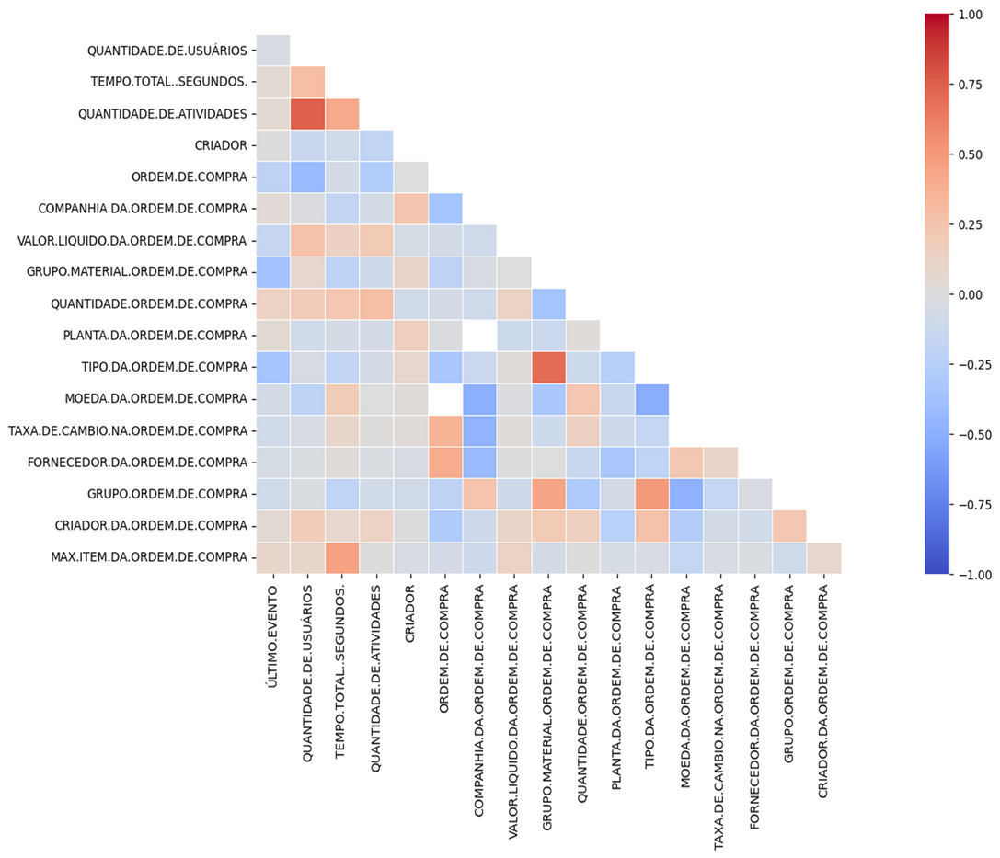 QUANTIDADE.DE.USUÁRIOS
TEMPO.TOTAL..SEGUNDOS.
QUANTIDADE.DE.ATIVIDADES
CRIADOR
ORDEM.DE.COMPRA
COMPANHIA.DA.ORDEM.DE.COMPRA
VALOR.LIQUIDO.DA.ORDEM.DE.COMPRA
GRUPO.MATERIAL.ORDEM.DE.COMPRA
QUANTIDADE.ORDEM.DE.COMPRA
PLANTA.DA.ORDEM.DE.COMPRA
TIPO.DA.ORDEM.DE.COMPRA
MOEDA.DA.ORDEM.DE.COMPRA
TAXA.DE.CAMBIO.NA.ORDEM.DE.COMPRA
FORNECEDOR.DA.ORDEM.DE.COMPRA
GRUPO.ORDEM.DE.COMPRA
CRIADOR.DA.ORDEM.DE.COMPRA
MAX.ITEM.DA.ORDEM.DE.COMPRA
ÚLTIMO.EVENTO
QUANTIDADE.DE.USUÁRIOS
TEMPO.TOTAL..SEGUNDOS.
QUANTIDADE.DE.ATIVIDADES
CRIADOR
ORDEM.DE.COMPRA
COMPANHIA.DA.ORDEM.DE.COMPRA
VALOR.LIQUIDO.DA.ORDEM.DE.COMPRA
GRUPO.MATERIAL.ORDEM.DE.COMPRA
QUANTIDADE.ORDEM.DE.COMPRA
PLANTA.DA.ORDEM.DE.COMPRA
TIPO.DA.ORDEM.DE.COMPRA
MOEDA.DA.ORDEM.DE.COMPRA
TAXA.DE.CAMBIO.NA.ORDEM.DE.COMPRA
FORNECEDOR.DA.ORDEM.DE.COMPRA
GRUPO.ORDEM.DE.COMPRA
CRIADOR.DA.ORDEM.DE.COMPRA
1.00
0.75
0.50
0.25
0.00
−0.25
−0.50
−0.75
−1.00